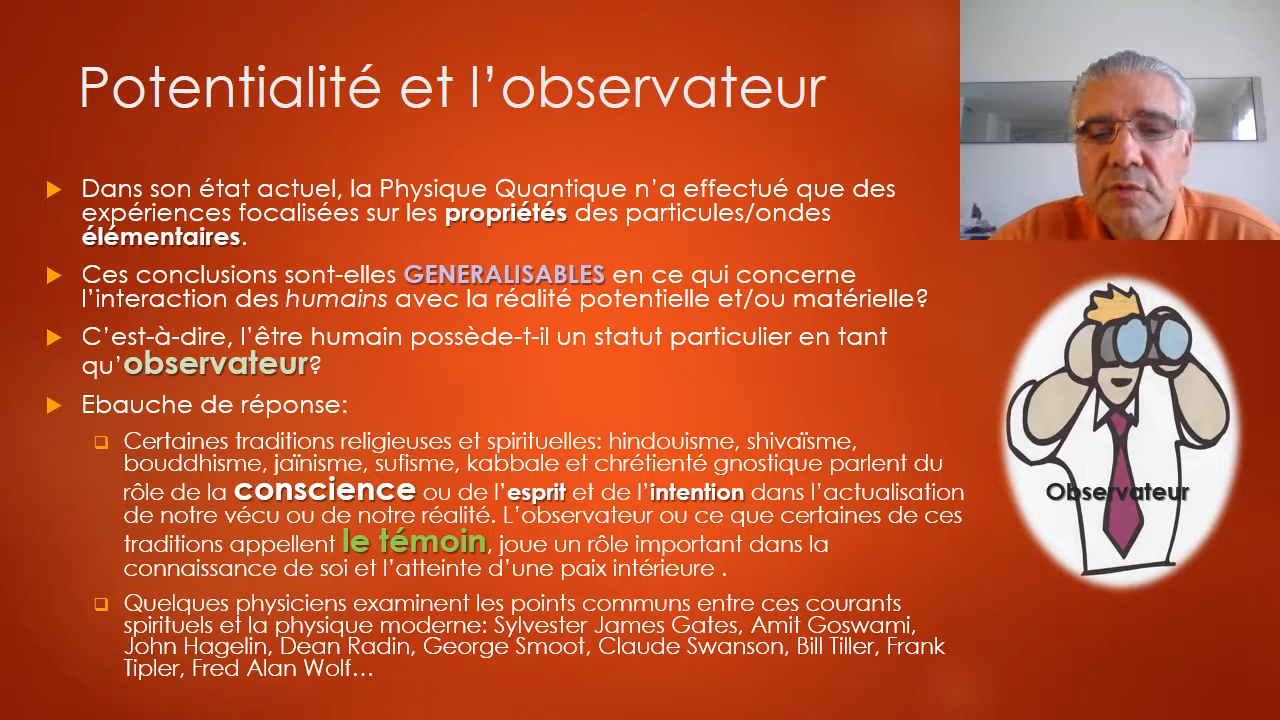 Potentialité et l’observateur
Dans son état actuel, la Physique Quantique n’a effectué que des
expériences focalisées sur les propriétés des particules/ondes
élémentaires.
Ces conclusions sont-elles GENERALISABLES en ce qui concerne
l’interaction des humains avec la réalité potentielle et/ou matérielle?
C’est-à-dire, l’être humain possède-t-il un statut particulier en tant
qu’observateur?
Ebauche de réponse:
Certaines traditions religieuses et spirituelles: hindouisme, shivaïsme,
bouddhisme, jaïnisme, sufisme, kabbale et chrétienté gnostique parlent du
rôle de la conscience ou de l’esprit et de l’intention dans l’actualisation
de notre vécu ou de notre réalité. L’observateur ou ce que certaines de ces
traditions appellent le témoin, joue un rôle important dans la
connaissance de soi et l’atteinte d’une paix intérieure .
Quelques physiciens examinent les points communs entre ces courants
spirituels et la physique moderne: Sylvester James Gates, Amit Goswami,
John Hagelin, Dean Radin, George Smoot, Claude Swanson, Bill Tiller, Frank
Tipler, Fred Alan Wolf…
Observateur